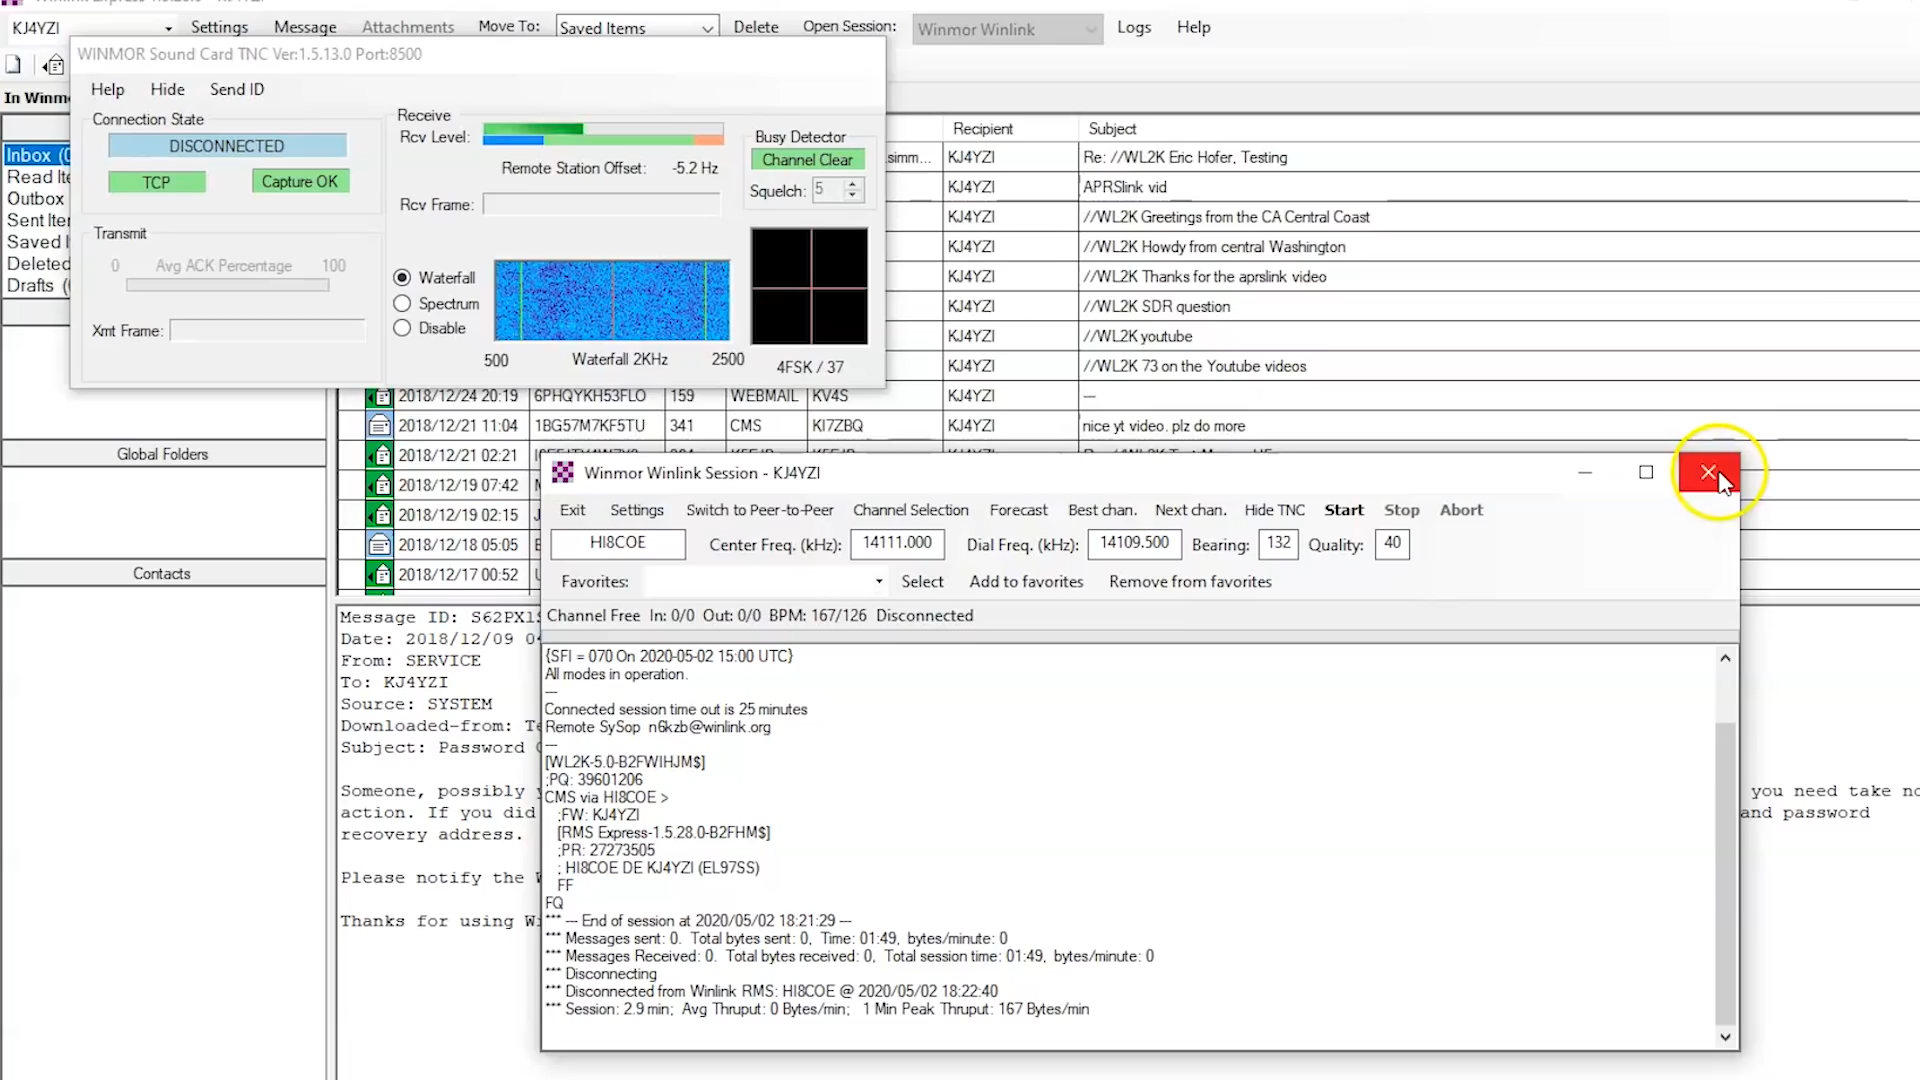 KJ4YZI Settings Message Attachments Move To: Saved Items Delete Open Session: Winmor Winlink Logs Help
WINMOR Sound Card TNC Ver:1.5.13.0 Port:8500
Help Hide Send ID
In Winm
Connection State
DISCONNECTED
TCP Capture OK
Transmit
0 Avg ACK Percentage 100
Xmt Frame:
Receive
Rcv Level:
Remote Station Offset: -5.2 Hz
Rcv Frame:
Waterfall
Spectrum
Disable
500 Waterfall 2KHz 2500
Busy Detector
Channel Clear
Squelch: 5
4FSK / 37
Inbox (0
Read Ite
Outbox
Sent Iter
Saved I
Deleted
Drafts (
Global Folders
Contacts
Recipient Subject
.simm... KJ4YZI Re: //WL2K Eric Hofer, Testing
KJ4YZI APRSlink vid
KJ4YZI //WL2K Greetings from the CA Central Coast
KJ4YZI //WL2K Howdy from central Washington
KJ4YZI //WL2K Thanks for the aprslink video
KJ4YZI //WL2K SDR question
KJ4YZI //WL2K youtube
KJ4YZI //WL2K 73 on the Youtube videos
2018/12/24 20:19 6PHQYKH53FLO 159 WEBMAIL KV4S KJ4YZI ---
2018/12/21 11:04 1BG57M7KF5TU 341 CMS KI7ZBQ KJ4YZI nice yt video. plz do more
2018/12/21 02:21
2018/12/19 07:42
2018/12/19 02:15
2018/12/18 05:05
2018/12/17 00:52
Message ID: S62PX1S
Date: 2018/12/09 04
From: SERVICE
To: KJ4YZI
Source: SYSTEM
Downloaded-from: Te
Subject: Password
Someone, possibly y you need take no
action. If you did and password
recovery address.
Please notify the W
Thanks for using Wi
Winmor Winlink Session - KJ4YZI
Exit Settings Switch to Peer-to-Peer Channel Selection Forecast Best chan. Next chan. Hide TNC Start Stop Abort
HI8COE Center Freq. (kHz): 14111.000 Dial Freq. (kHz): 14109.500 Bearing: 132 Quality: 40
Favorites: Select Add to favorites Remove from favorites
Channel Free In: 0/0 Out: 0/0 BPM: 167/126 Disconnected
{SFI = 070 On 2020-05-02 15:00 UTC}
All modes in operation.
---
Connected session time out is 25 minutes
Remote SySop n6kzb@winlink.org
---
[WL2K-5.0-B2FWIHJM$]
;PQ: 39601206
CMS via HI8COE >
;FW: KJ4YZI
[RMS Express-1.5.28.0-B2FHM$]
;PR: 27273505
; HI8COE DE KJ4YZI (EL97SS)
FF
FQ
*** --- End of session at 2020/05/02 18:21:29 ---
*** Messages sent: 0. Total bytes sent: 0, Time: 01:49, bytes/minute: 0
*** Messages Received: 0. Total bytes received: 0, Total session time: 01:49, bytes/minute: 0
*** Disconnecting
*** Disconnected from Winlink RMS: HI8COE @ 2020/05/02 18:22:40
*** Session: 2.9 min; Avg Thruput: 0 Bytes/min; 1 Min Peak Thruput: 167 Bytes/min